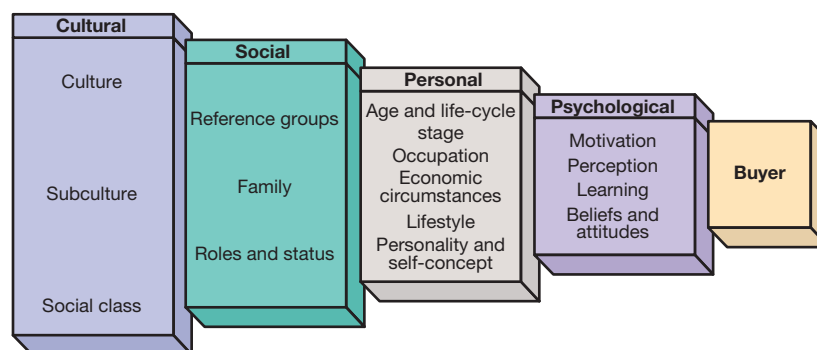 Cultural
Culture
Subculture
Social class
Social
Reference groups
Family
Roles and status
Personal
Age and life-cycle
stage
Occupation
Economic
circumstances
Lifestyle
Personality and
self-concept
Psychological
Motivation
Perception
Learning
Beliefs and
attitudes
Buyer